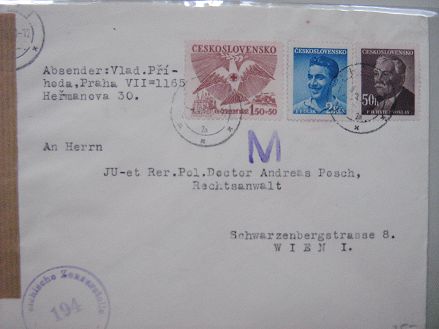 Absender:Vlad.Pří-
hoda,Praha VII=1165
Heřmanova 30.
ČESKOSLOVENSKO
1.50+50
ČESKOSLOVENSKO
ČESKOSLOVENSKO
50h
M
An Herrn
JU-et Rer.Pol.Doctor Andreas Posch,
Rechtsanwalt
Schwarzenbergstrasse 8.
WIEN I.
194